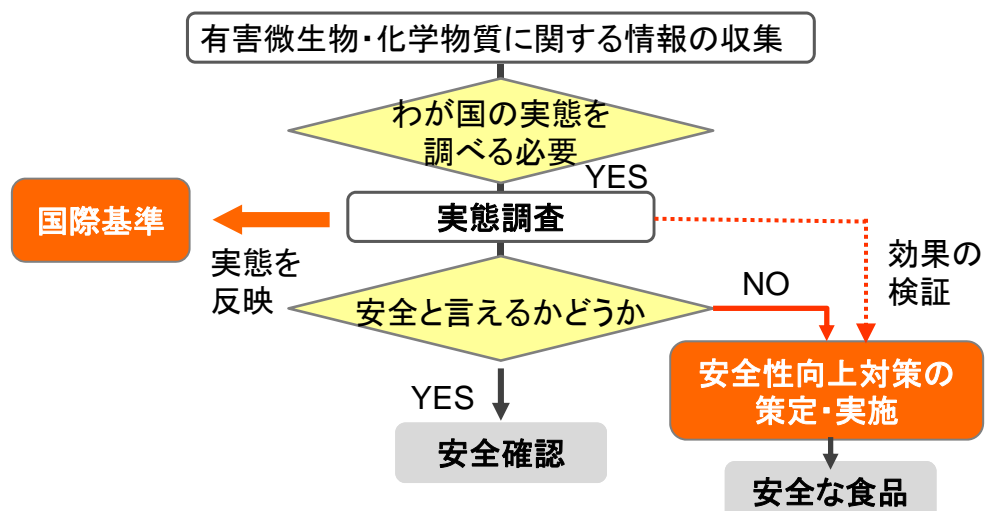 有害微生物・化学物質に関する情報の収集
わが国の実態を
調べる必要
YES
国際基準
実態調査
実態を
反映
効果の
検証
安全と言えるかどうか
NO
安全性向上対策の
策定・実施
YES
安全確認
安全な食品